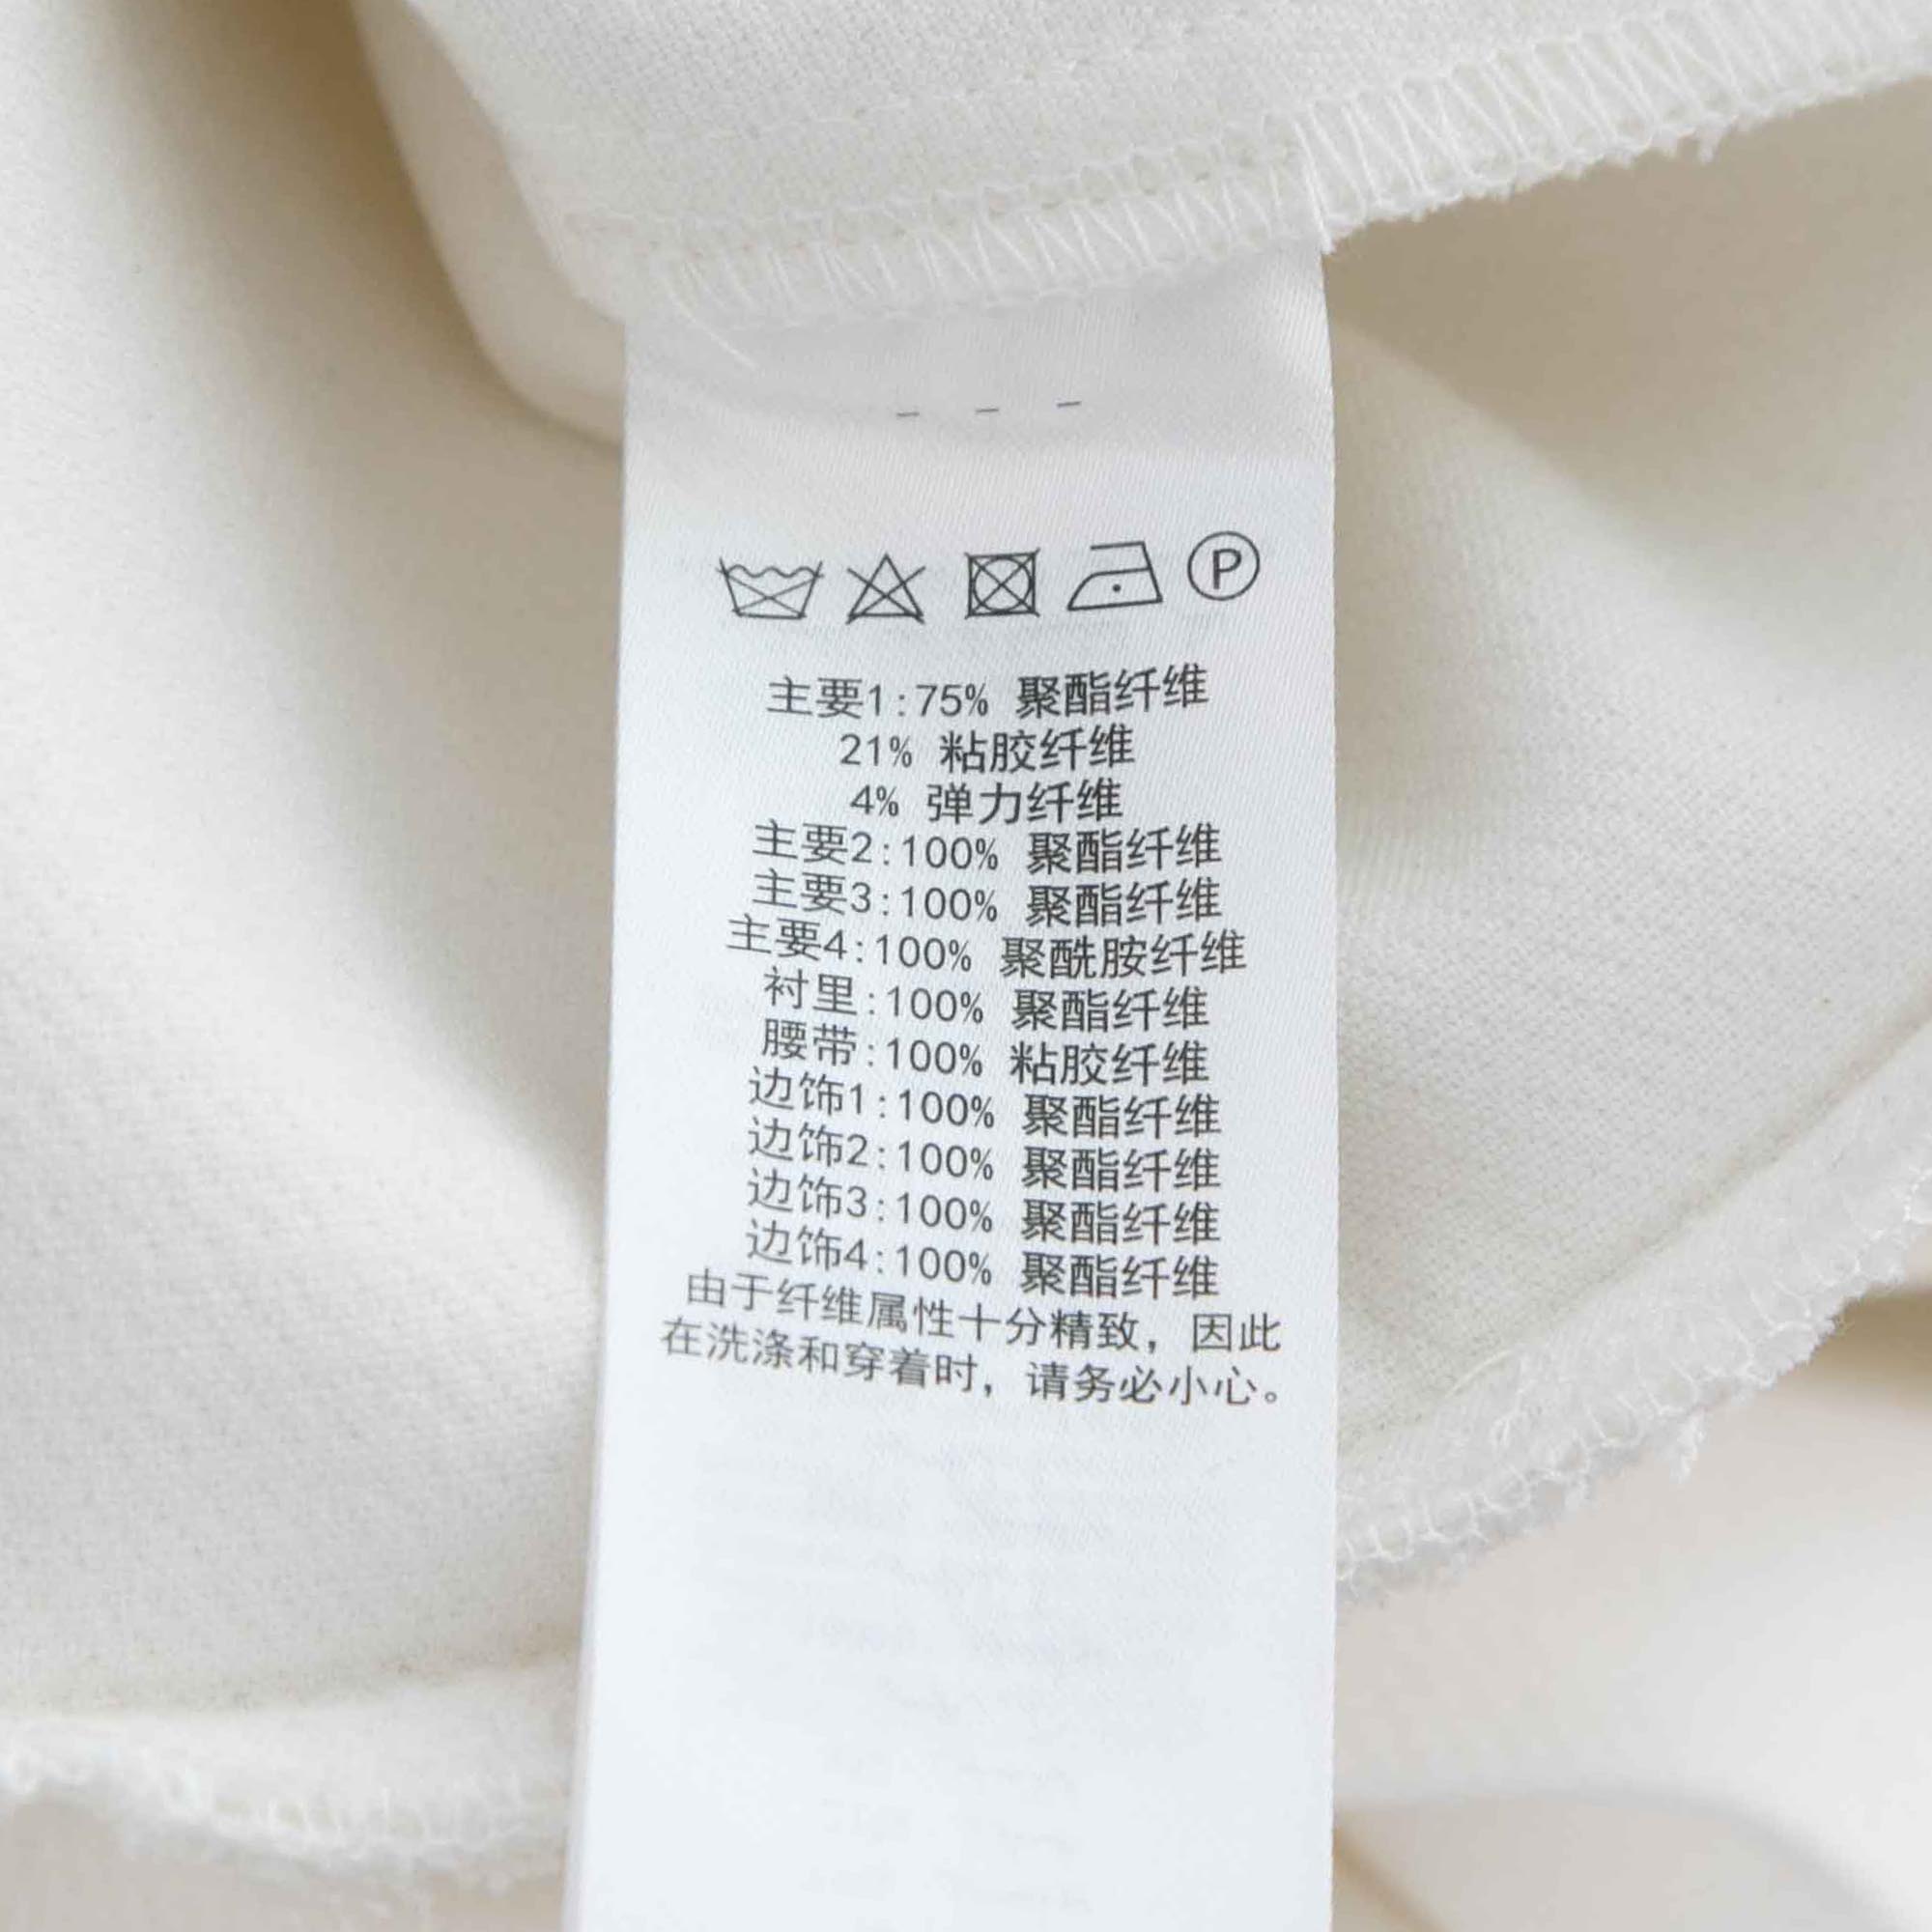 P
主要1:75% 聚酯纤维
21% 粘胶纤维
4% 弹力纤维
主要2:100% 聚酯纤维
主要3:100% 聚酯纤维
主要4:100% 聚酰胺纤维
衬里:100% 聚酯纤维
腰带:100% 粘胶纤维
边饰1:100% 聚酯纤维
边饰2:100% 聚酯纤维
边饰3:100% 聚酯纤维
边饰4:100% 聚酯纤维
由于纤维属性十分精致，因此
在洗涤和穿着时，请务必小心。